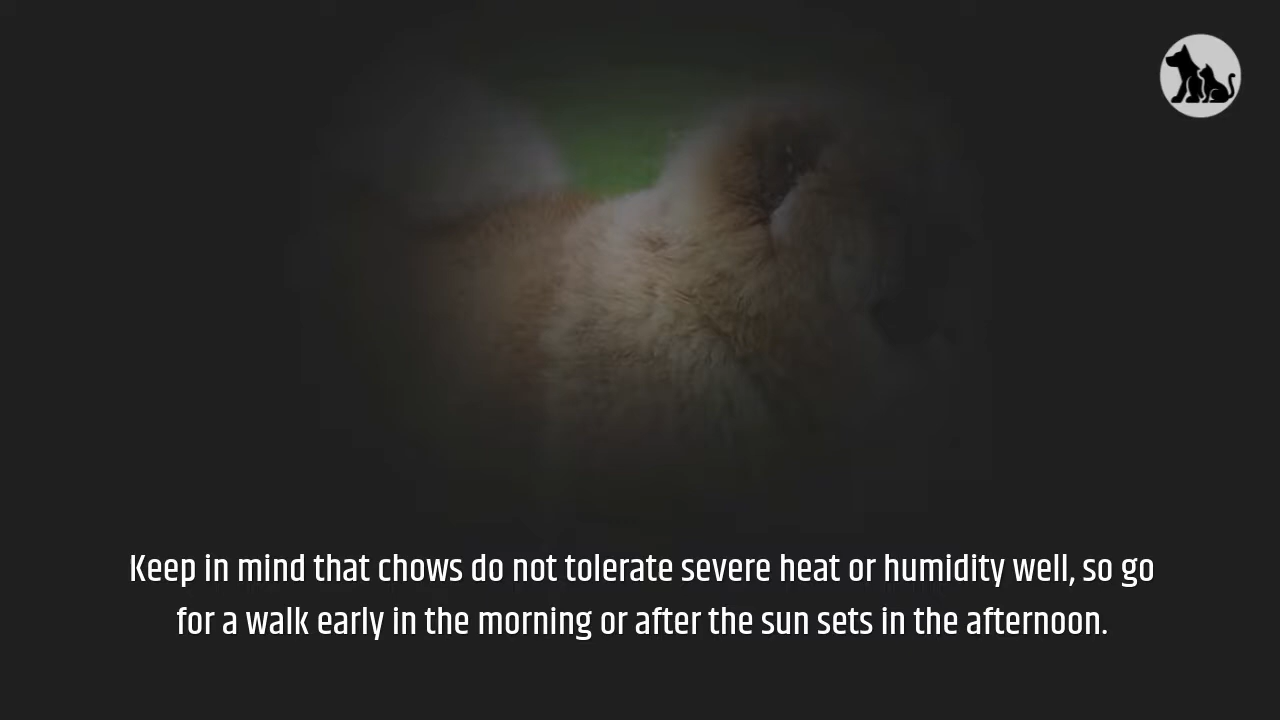 Keep in mind that chows do not tolerate severe heat or humidity well, so go
for a walk early in the morning or after the sun sets in the afternoon.